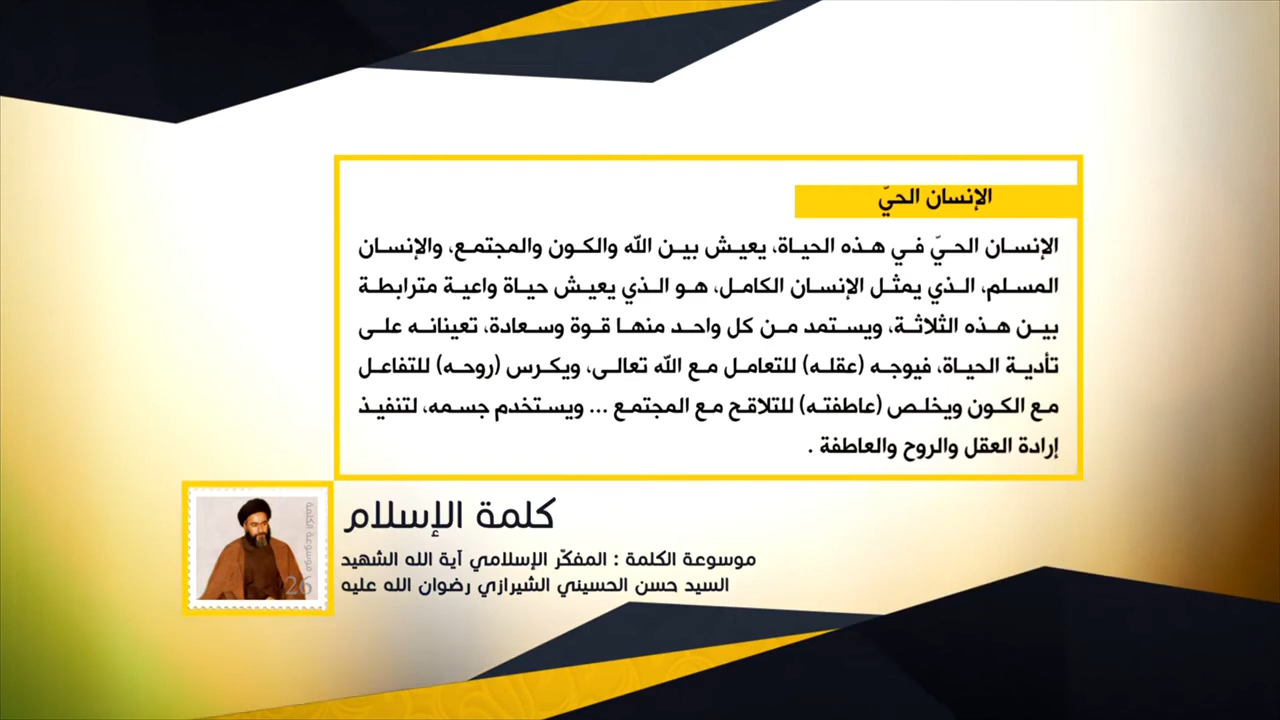 الإنسان الحيّ
الإنسان الحيّ في هذه الحياة، يعيش بين الله والكون والمجتمع، والإنسان
المسلم، الذي يمثل الإنسان الكامل، هو الذي يعيش حياة واعية مترابطة
بين هذه الثلاثة، ويستمد من كل واحد منها قوة وسعادة، تعينانه على
تأدية الحياة، فيوجه (عقله) للتعامل مع الله تعالى، ويكرس (روحه) للتفاعل
مع الكون ويخلص (عاطفته) للتلاقح مع المجتمع ... ويستخدم جسمه، لتنفيذ
إرادة العقل والروح والعاطفة .
كلمة الإسلام
موسوعة الكلمة : المفكّر الإسلامي آية الله الشهيد
السيد حسن الحسيني الشيرازي رضوان الله عليه
موسوعة الكلمة
26